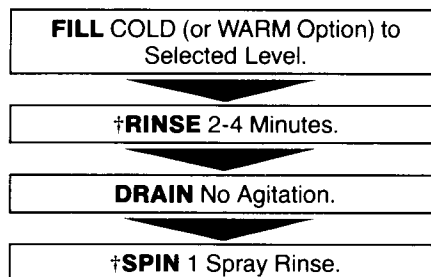 FILL COLD (or WARM Option) to
Selected Level.
†RINSE 2-4 Minutes.
DRAIN No Agitation.
†SPIN 1 Spray Rinse.